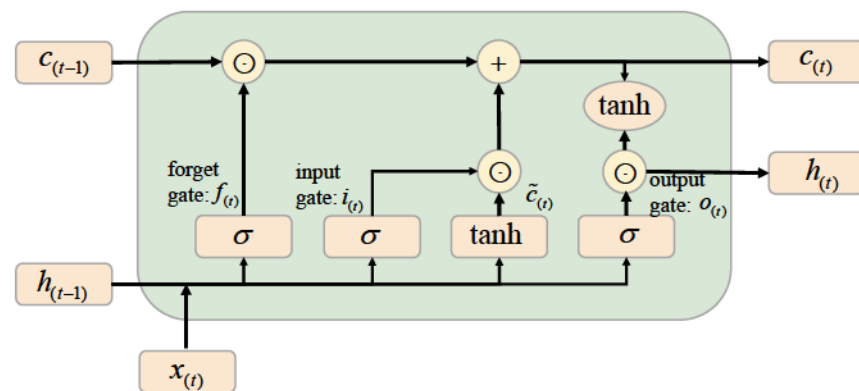 c(t−1)
⊙
+
c(t)
tanh
forget
gate: f(t)
input
gate: i(t)
⊙
c̃(t)
⊙
output
gate: o(t)
h(t)
σ
σ
tanh
σ
h(t−1)
x(t)